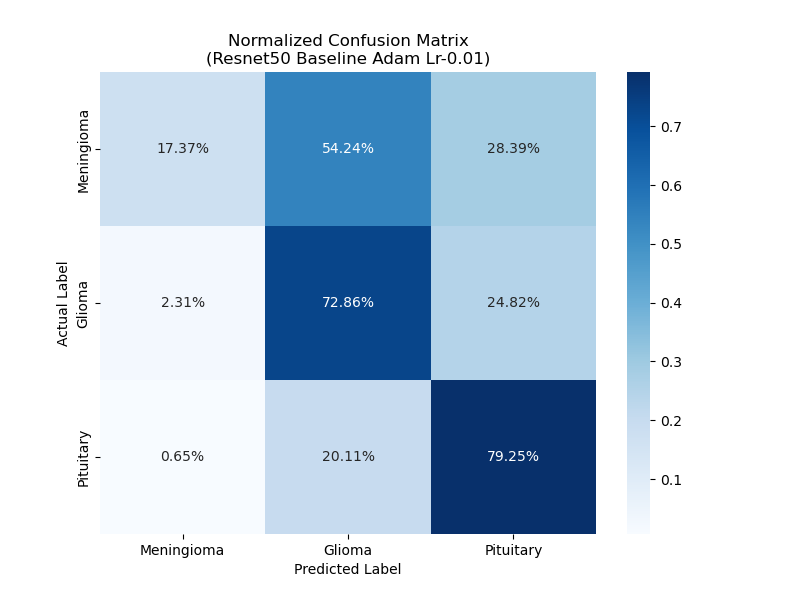 Normalized Confusion Matrix
(Resnet50 Baseline Adam Lr-0.01)
Actual Label
Meningioma
17.37% 54.24% 28.39%
Glioma
2.31% 72.86% 24.82%
Pituitary
0.65% 20.11% 79.25%
Meningioma Glioma Pituitary
Predicted Label
0.7
0.6
0.5
0.4
0.3
0.2
0.1